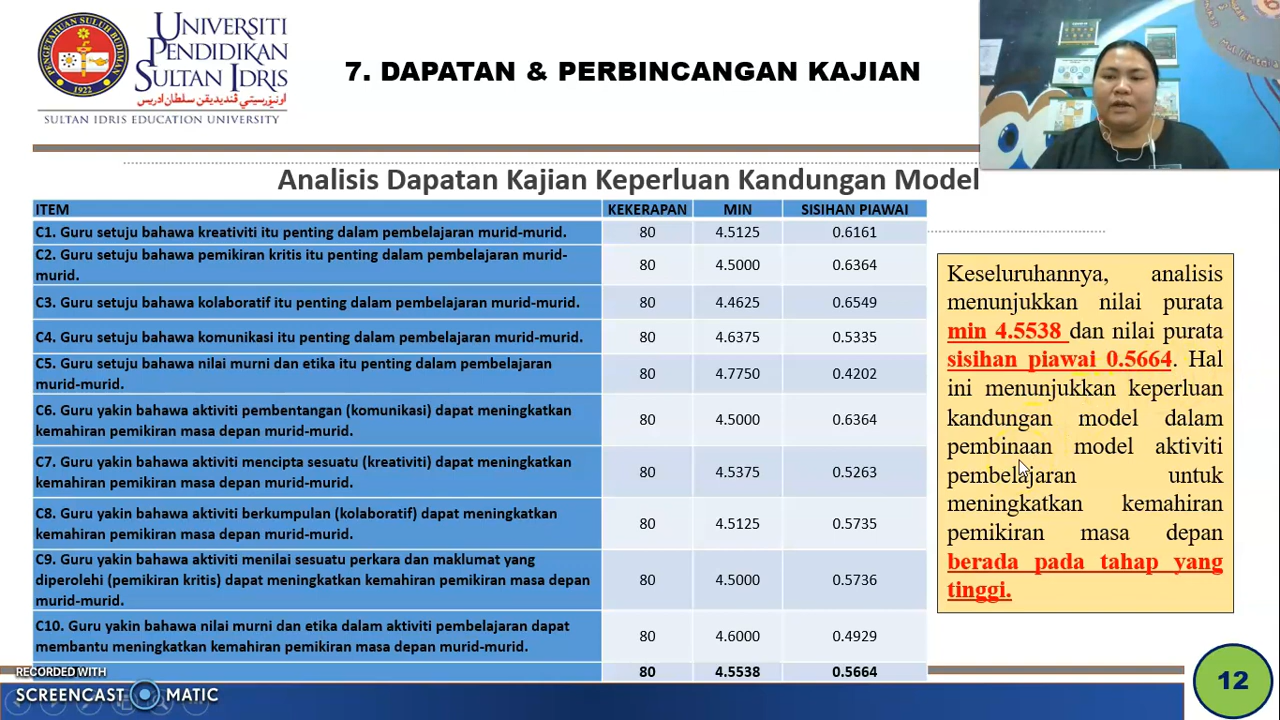 UNIVERSITI
PENDIDIKAN
SULTAN IDRIS
اونيۏرسيتي ڤنديديقن سلطان ادريس
SULTAN IDRIS EDUCATION UNIVERSITY
PENGETAHUAN SULUH BUDIMAN
1922
7. DAPATAN & PERBINCANGAN KAJIAN
Analisis Dapatan Kajian Keperluan Kandungan Model
ITEM KEKERAPAN MIN SISIHAN PIAWAI
C1. Guru setuju bahawa kreativiti itu penting dalam pembelajaran murid-murid. 80 4.5125 0.6161
C2. Guru setuju bahawa pemikiran kritis itu penting dalam pembelajaran murid-
murid. 80 4.5000 0.6364
C3. Guru setuju bahawa kolaboratif itu penting dalam pembelajaran murid-murid. 80 4.4625 0.6549
C4. Guru setuju bahawa komunikasi itu penting dalam pembelajaran murid-murid. 80 4.6375 0.5335
C5. Guru setuju bahawa nilai murni dan etika itu penting dalam pembelajaran
murid-murid. 80 4.7750 0.4202
C6. Guru yakin bahawa aktiviti pembentangan (komunikasi) dapat meningkatkan
kemahiran pemikiran masa depan murid-murid. 80 4.5000 0.6364
C7. Guru yakin bahawa aktiviti mencipta sesuatu (kreativiti) dapat meningkatkan
kemahiran pemikiran masa depan murid-murid. 80 4.5375 0.5263
C8. Guru yakin bahawa aktiviti berkumpulan (kolaboratif) dapat meningkatkan
kemahiran pemikiran masa depan murid-murid. 80 4.5125 0.5735
C9. Guru yakin bahawa aktiviti menilai sesuatu perkara dan maklumat yang
diperolehi (pemikiran kritis) dapat meningkatkan kemahiran pemikiran masa depan
murid-murid. 80 4.5000 0.5736
C10. Guru yakin bahawa nilai murni dan etika dalam aktiviti pembelajaran dapat
membantu meningkatkan kemahiran pemikiran masa depan murid-murid. 80 4.6000 0.4929
80 4.5538 0.5664
Keseluruhannya, analisis
menunjukkan nilai purata
min 4.5538 dan nilai purata
sisihan piawai 0.5664. Hal
ini menunjukkan keperluan
kandungan model dalam
pembinaan model aktiviti
pembelajaran untuk
meningkatkan kemahiran
pemikiran masa depan
berada pada tahap yang
tinggi.
12
RECORDED WITH
SCREENCAST MATIC